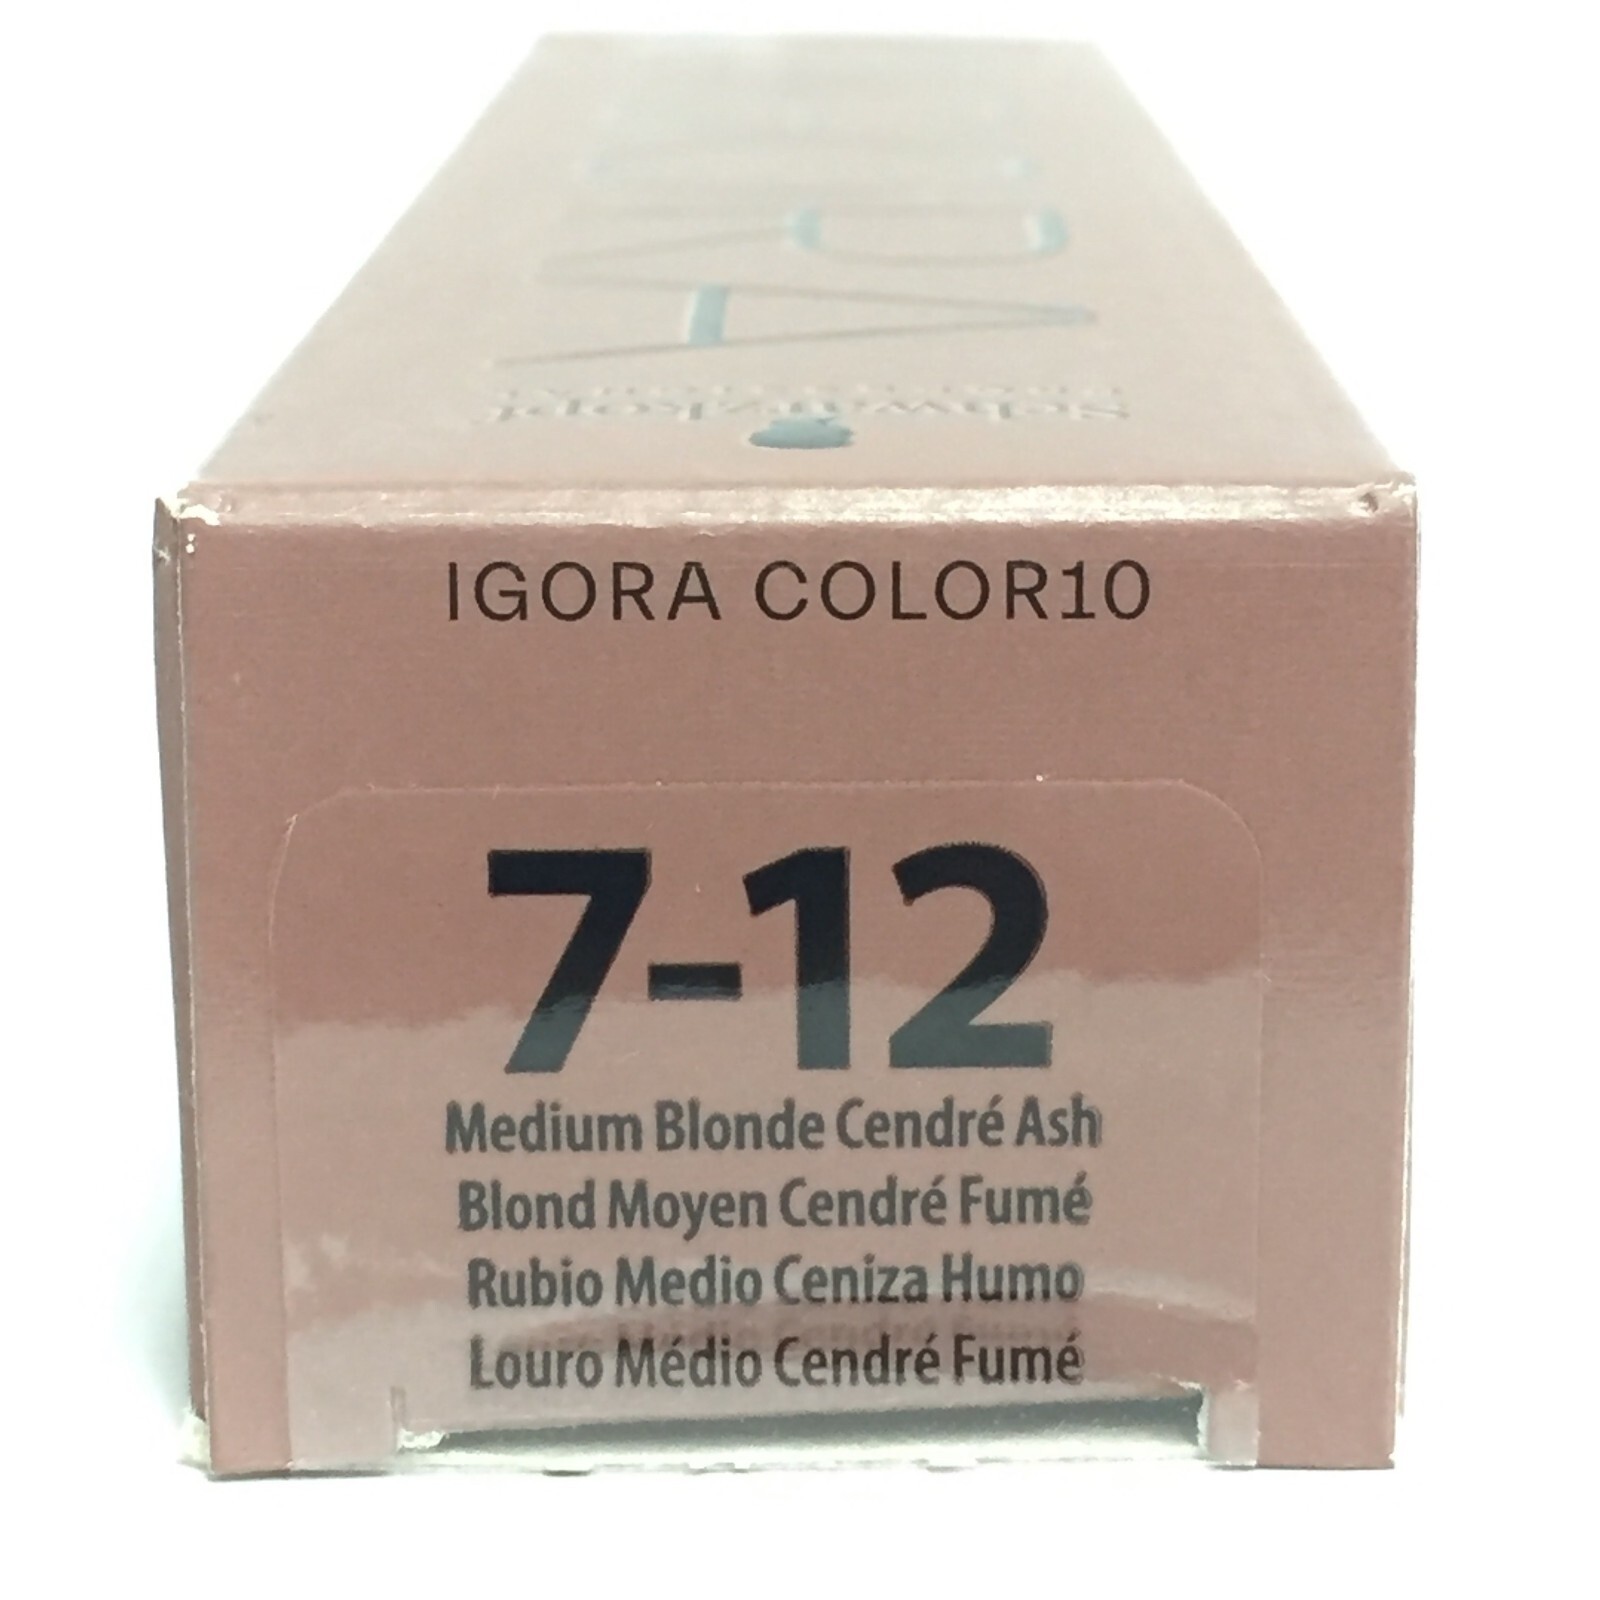 IGORA COLOR10
7-12
Medium Blonde Cendré Ash
Blond Moyen Cendré Fumé
Rubio Medio Ceniza Humo
Louro Médio Cendré Fumé
Schwarzkopf